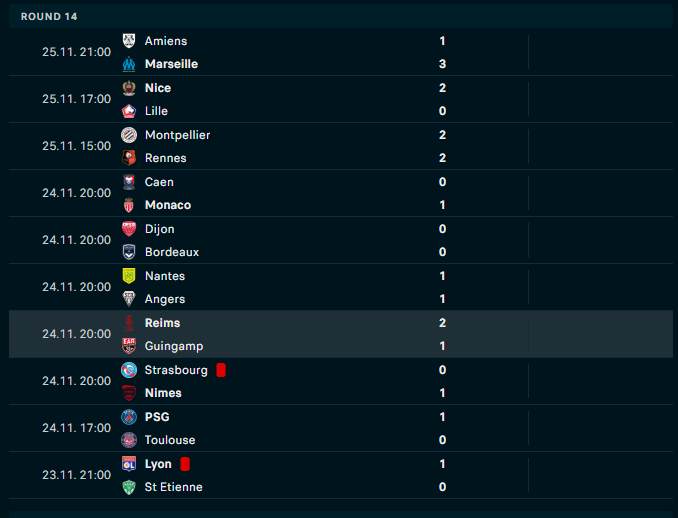 ROUND 14
25.11. 21:00 Amiens 1
Marseille 3
25.11. 17:00 Nice 2
Lille 0
25.11. 15:00 Montpellier 2
Rennes 2
24.11. 20:00 Caen 0
Monaco 1
24.11. 20:00 Dijon 0
Bordeaux 0
24.11. 20:00 Nantes 1
Angers 1
24.11. 20:00 Reims 2
Guingamp 1
24.11. 20:00 Strasbourg 0
Nimes 1
24.11. 17:00 PSG 1
Toulouse 0
23.11. 21:00 Lyon 1
St Etienne 0